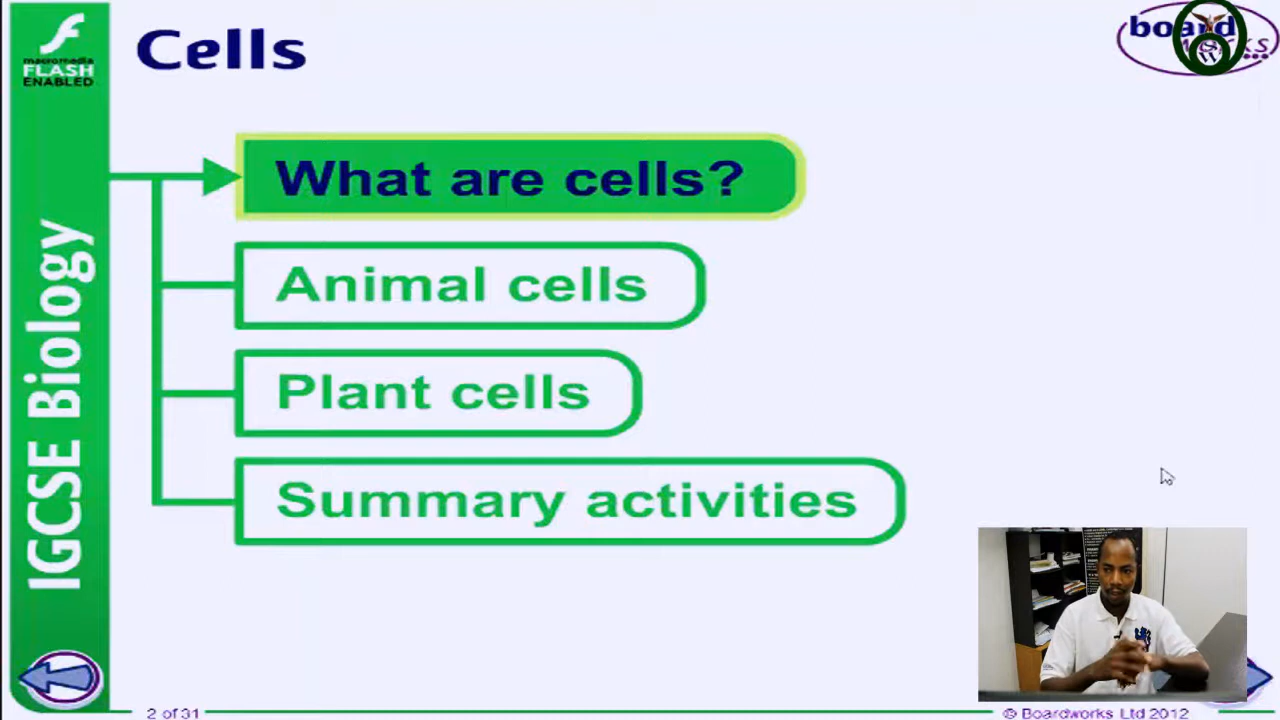 macromedia
FLASH
ENABLED
Cells
board
What are cells?
Animal cells
Plant cells
Summary activities
IGCSE Biology
2 of 31
© Boardworks Ltd 2012